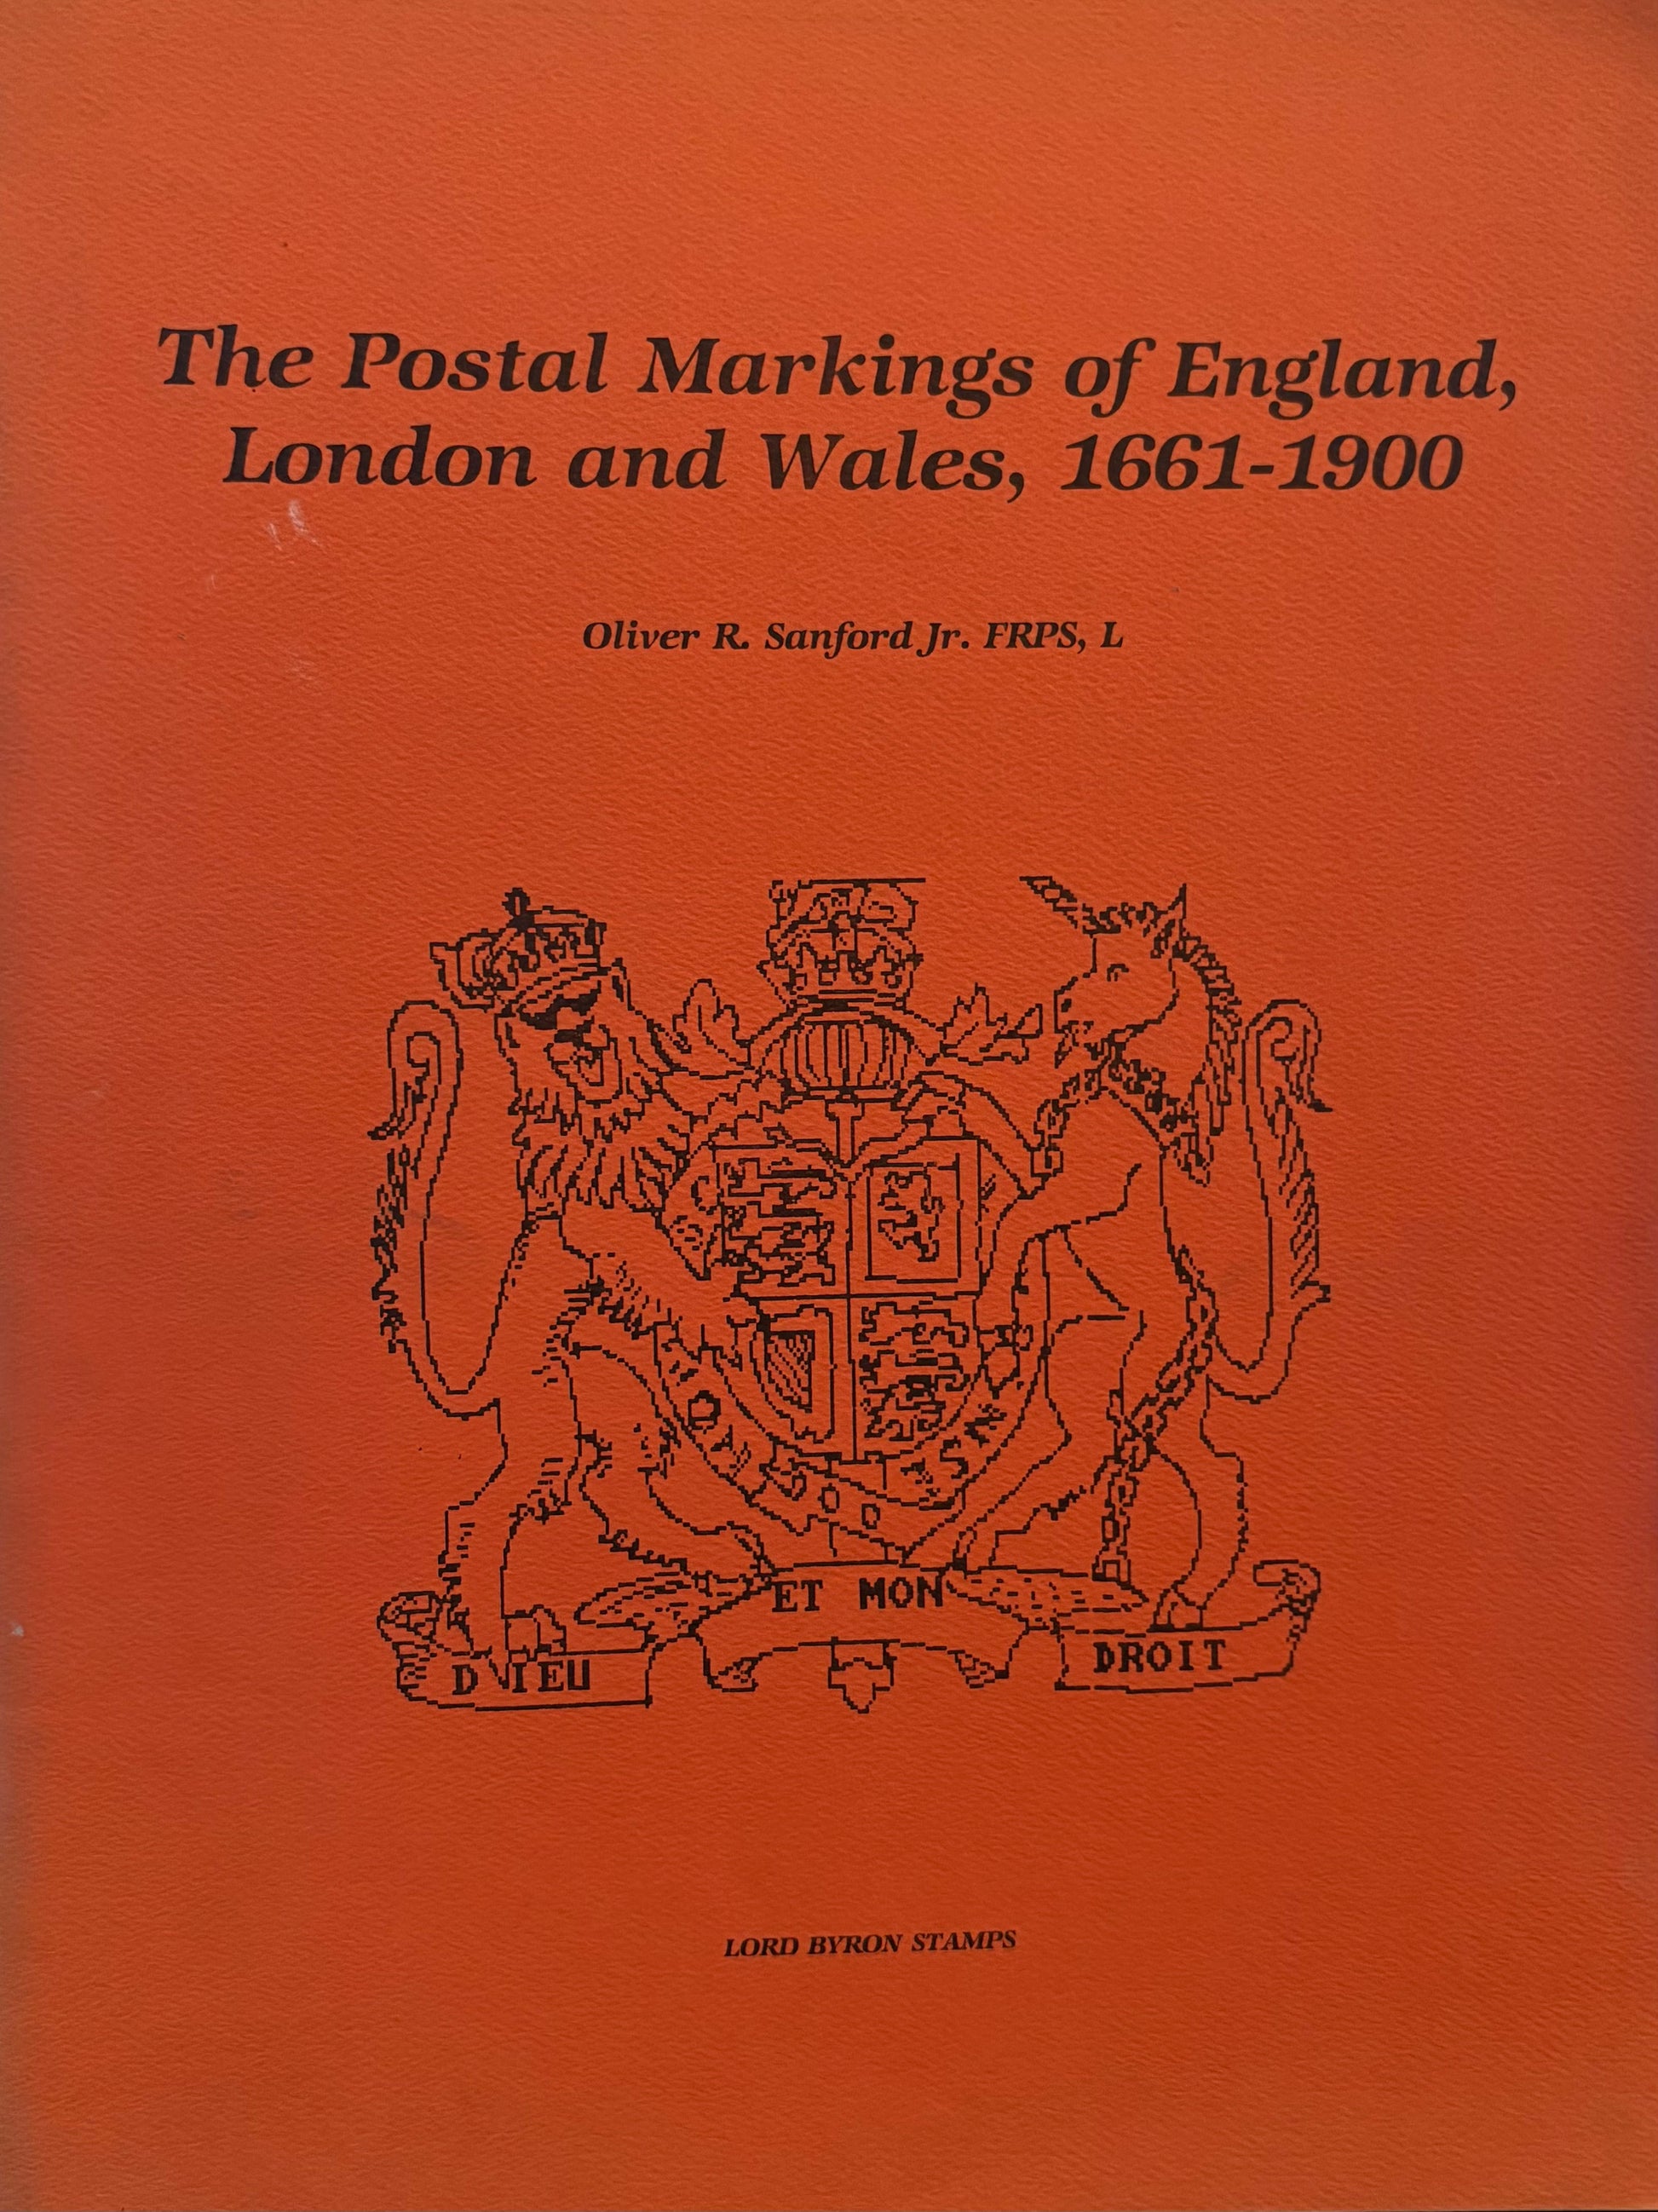 The Postal Markings of England,
London and Wales, 1661-1900
Oliver R. Sanford Jr. FRPS, L
ET MON
DIEU
DROIT
LORD BYRON STAMPS